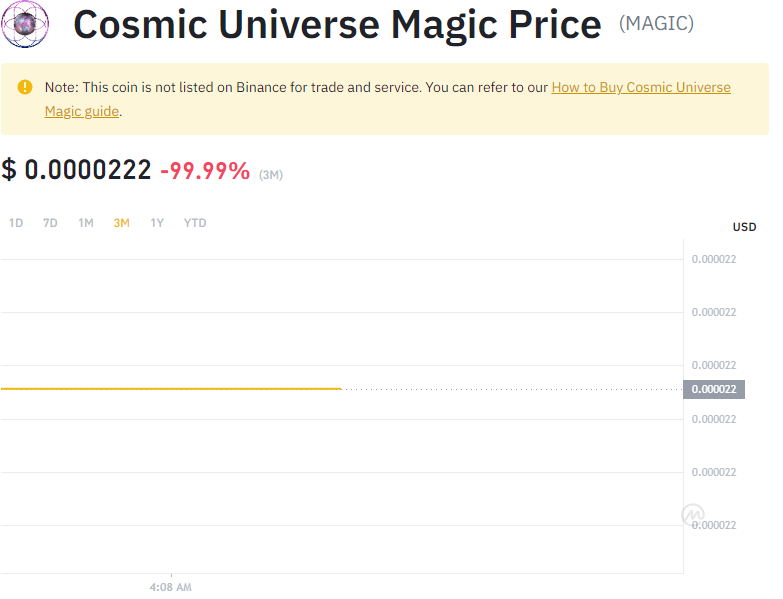 Cosmic Universe Magic Price (MAGIC)
Note: This coin is not listed on Binance for trade and service. You can refer to our How to Buy Cosmic Universe
Magic guide.
$ 0.0000222 -99.99% (3M)
1D 7D 1M 3M 1Y YTD
USD
0.000022
0.000022
0.000022
0.000022
0.000022
0.000022
0.000022
4:08 AM